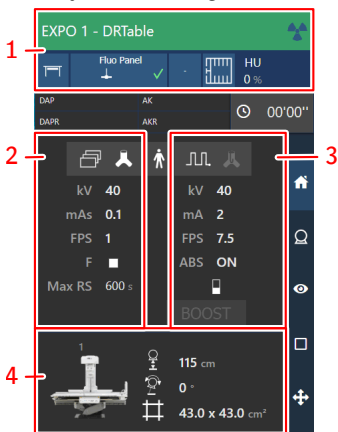 EXPO 1 - DRTable
1
Fluo Panel
HU
0 %
DAP
AK
00'00''
DAPR
AKR
2
3
kV 40
kV 40
mAs 0.1
mA 2
FPS 1
FPS 7.5
F
ABS ON
Max RS 600 s
BOOST
4
1
115 cm
0 °
43.0 x 43.0 cm²